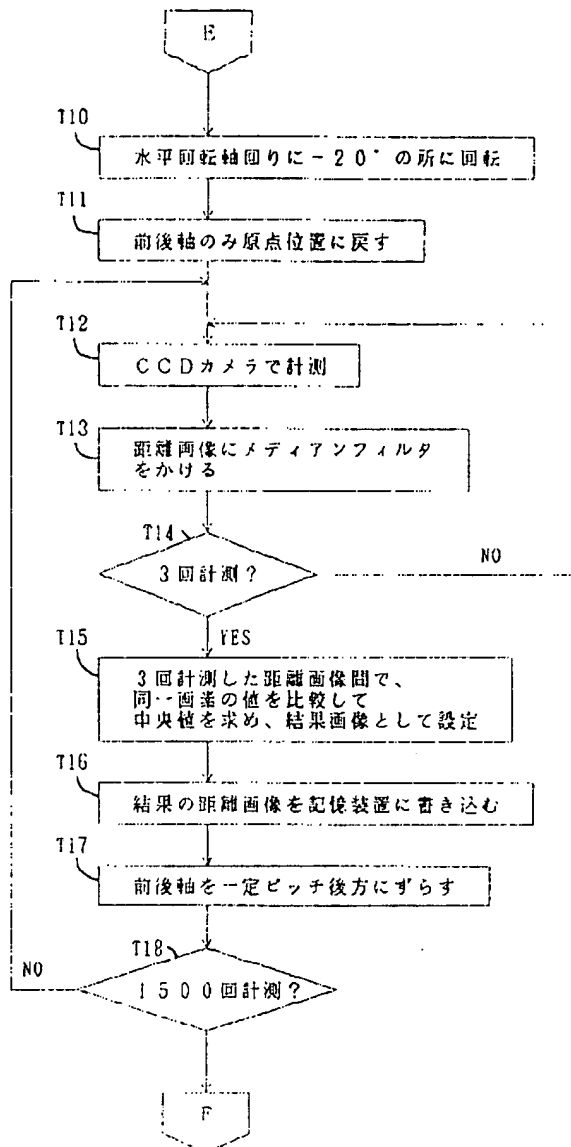 E
T10
水平回転軸回りに-20°の所に回転
T11
前後軸のみ原点位置に戻す
T12
CCDカメラで計測
T13
距離画像にメディアンフィルタ
をかける
T14
3回計測?
NO
YES
T15
3回計測した距離画像間で、
同一画素の値を比較して
中央値を求め、結果画像として設定
T16
結果の距離画像を記憶装置に書き込む
T17
前後軸を一定ピッチ後方にずらす
T18
NO
1500回計測?
F